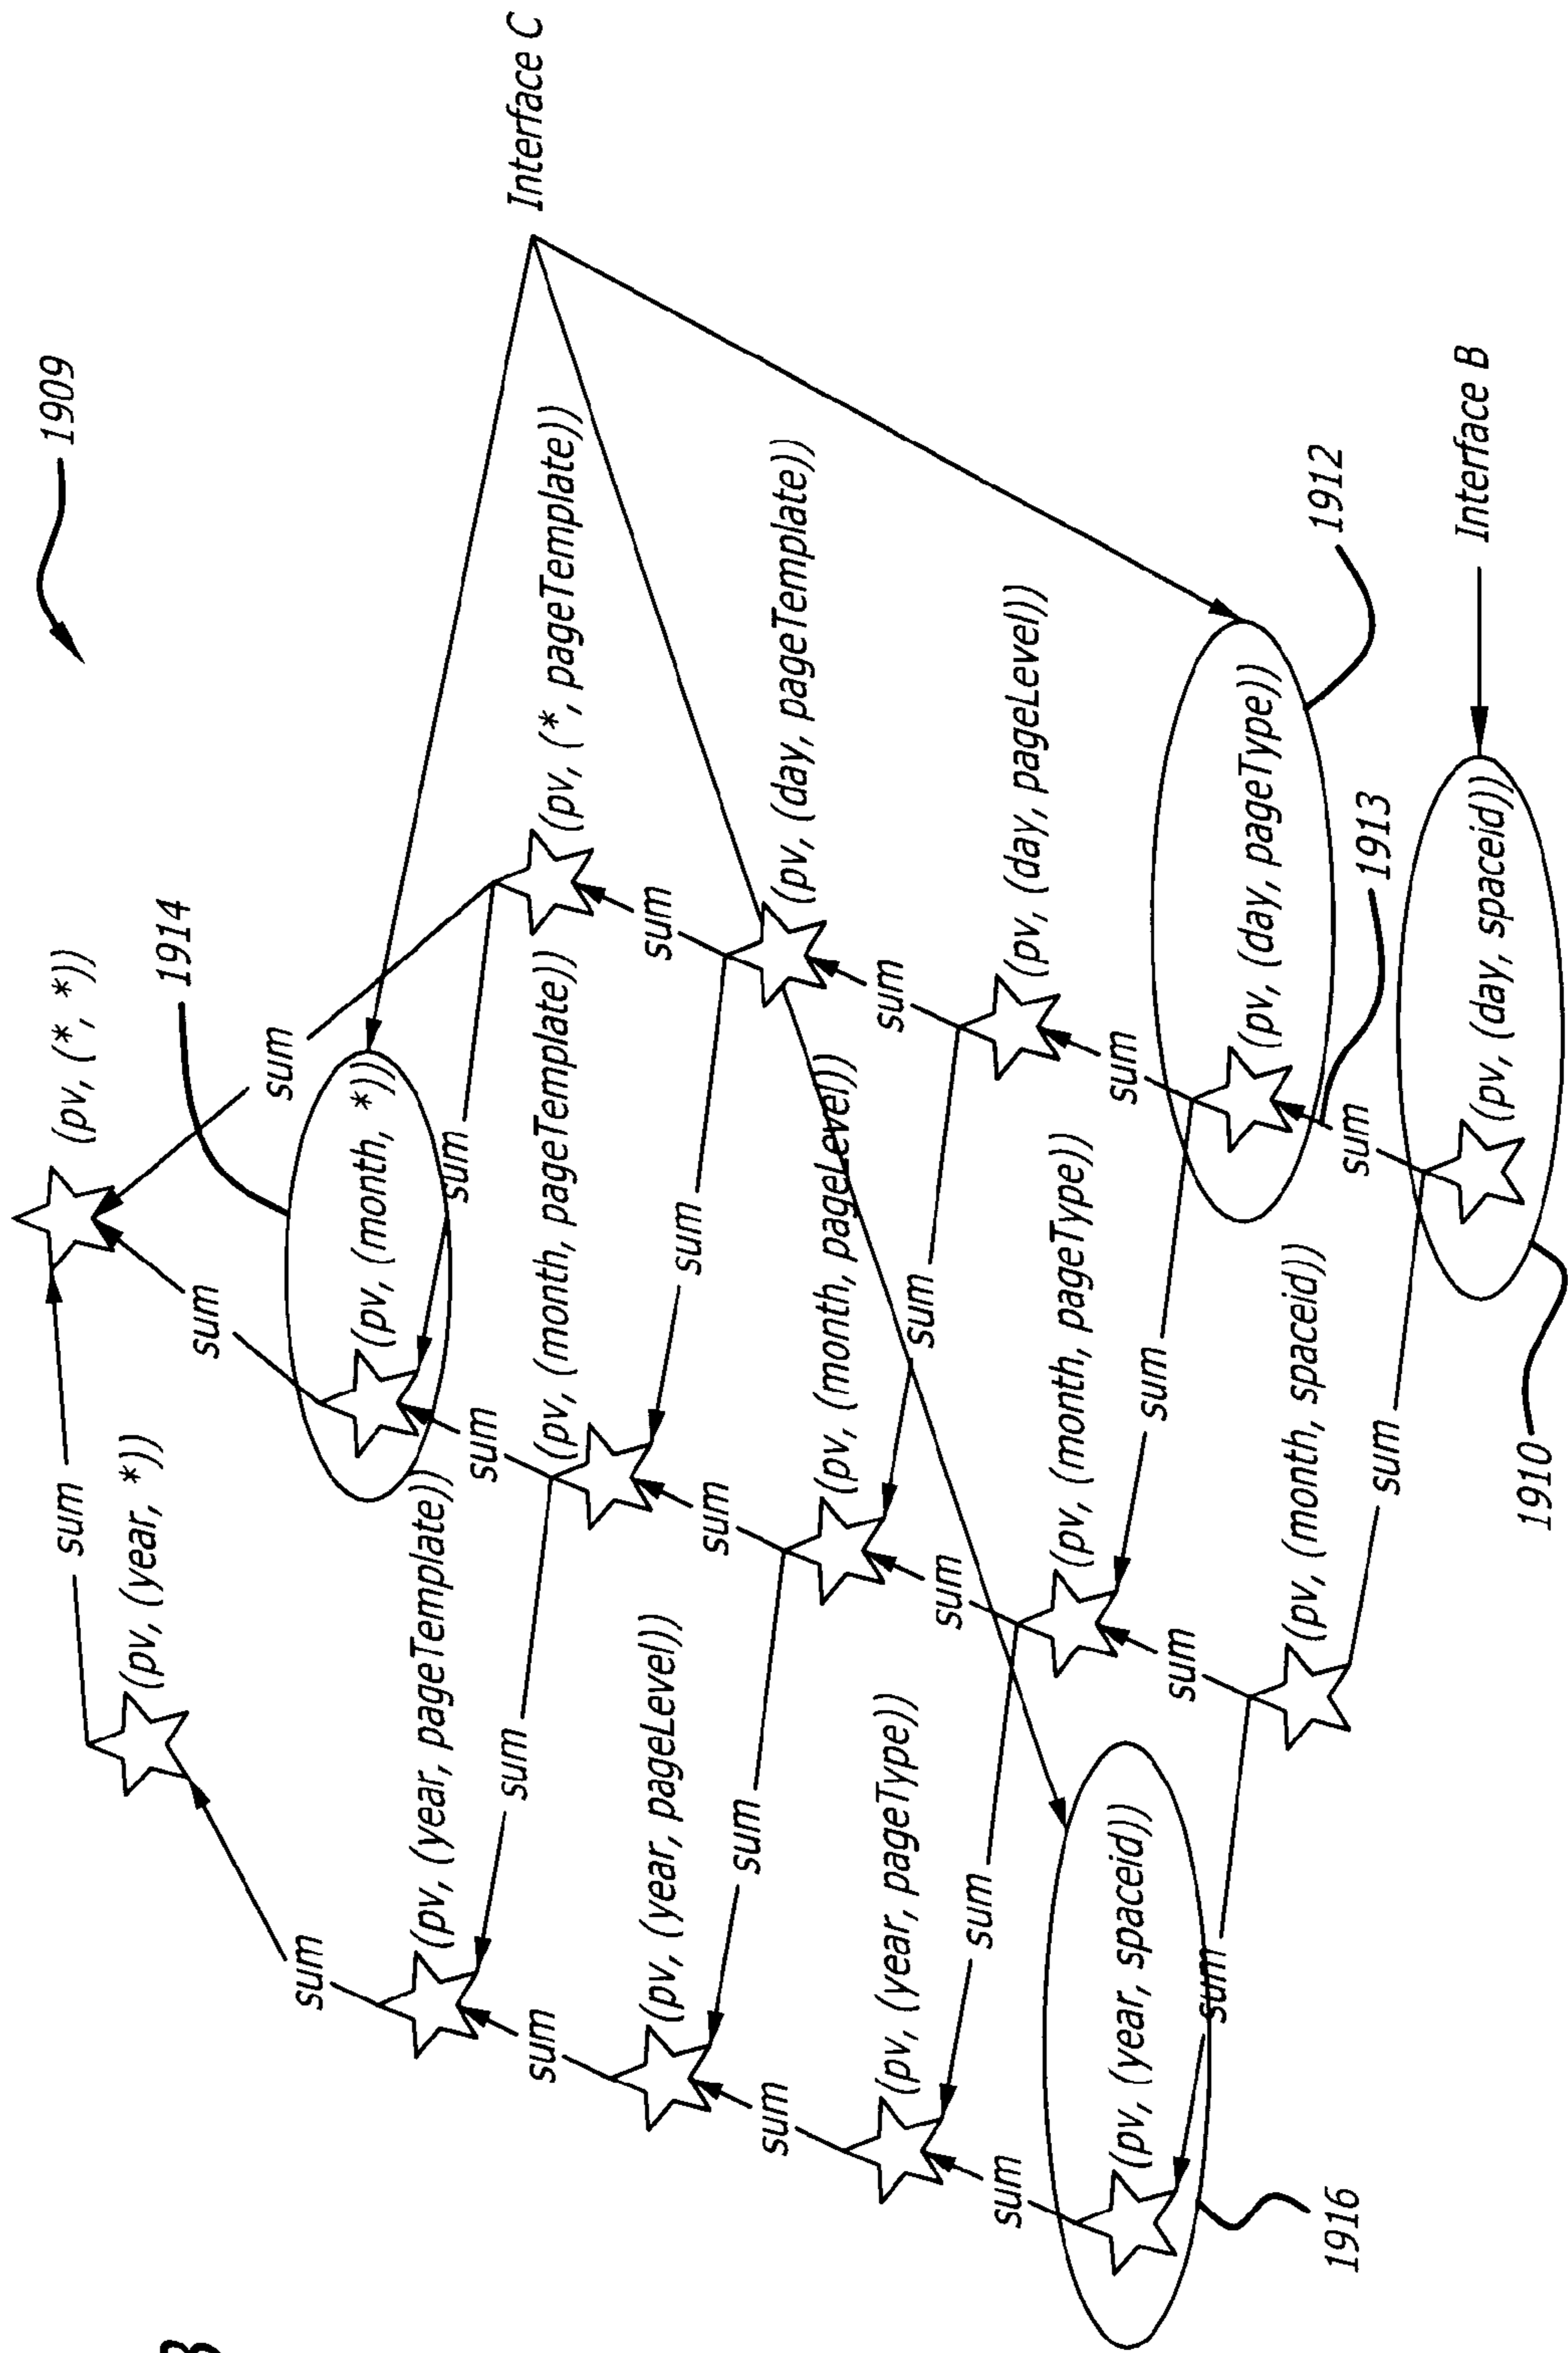 1909
Interface C
(pv, (*, *))
1914
sum
sum
sum
(pv, (year, *))
(pv, (month, *))
sum
(pv, (*, pageTemplate))
sum
sum
sum
(pv, (year, pageTemplate))
(pv, (month, pageTemplate))
(pv, (day, pageTemplate))
sum
sum
sum
sum
sum
(pv, (year, pageLevel))
(pv, (month, pageLevel))
(pv, (day, pageLevel))
sum
sum
sum
sum
sum
(pv, (year, pageType))
(pv, (month, pageType))
(pv, (day, pageType))
1912
sum
sum
sum
sum
sum
1913
(pv, (year, spaceid))
(pv, (month, spaceid))
(pv, (day, spaceid))
Interface B
sum
sum
1916
1910